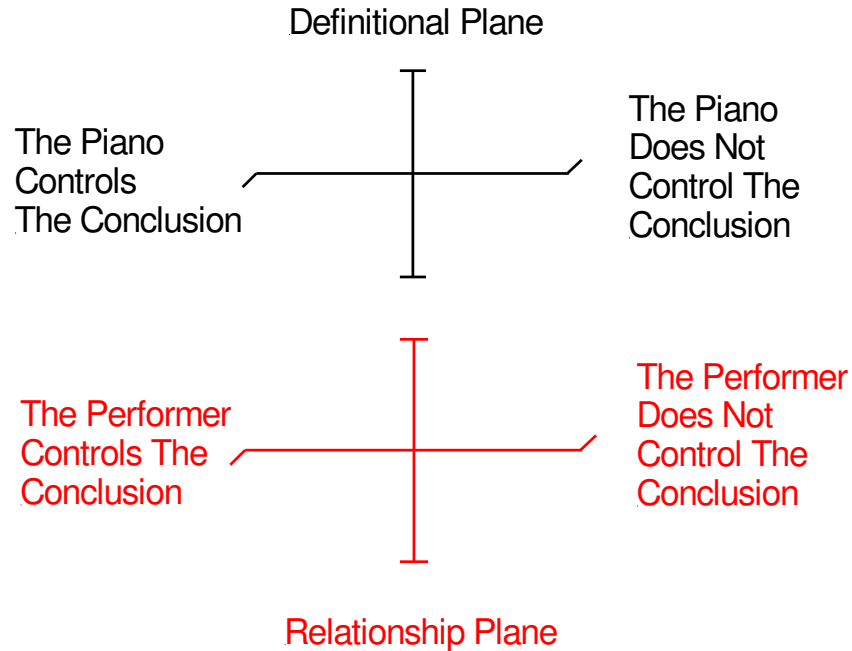 Definitional Plane
The Piano
Controls
The Conclusion
The Piano
Does Not
Control The
Conclusion
The Performer
Controls The
Conclusion
The Performer
Does Not
Control The
Conclusion
Relationship Plane